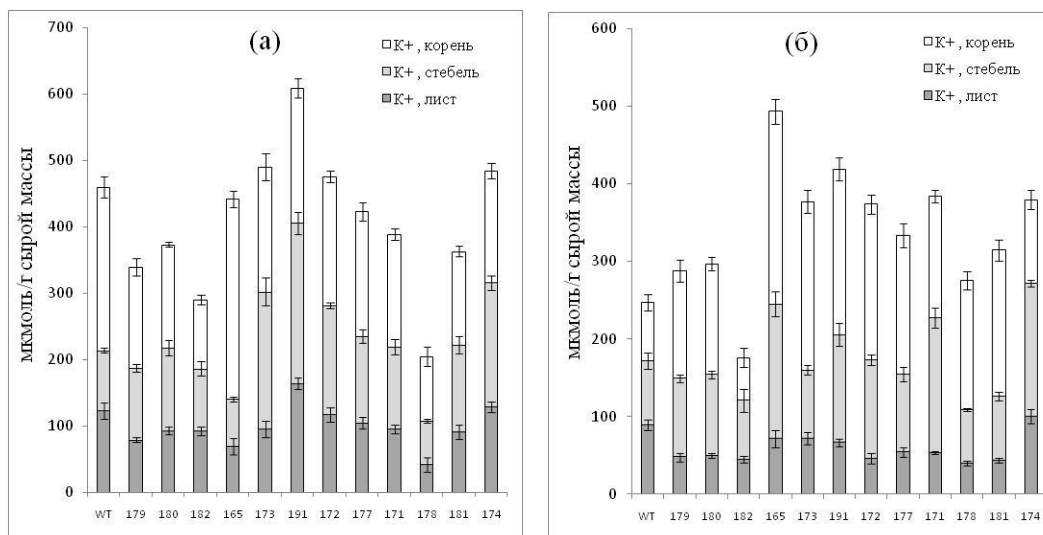 (а)
К+, корень
К+, стебель
К+, лист
мкмоль/г сырой массы
700
600
500
400
300
200
100
0
WT 179 180 182 165 173 191 172 177 171 178 181 174
(б)
К+, корень
К+, стебель
К+, лист
мкмоль/г сырой массы
600
500
400
300
200
100
0
WT 179 180 182 165 173 191 172 177 171 178 181 174